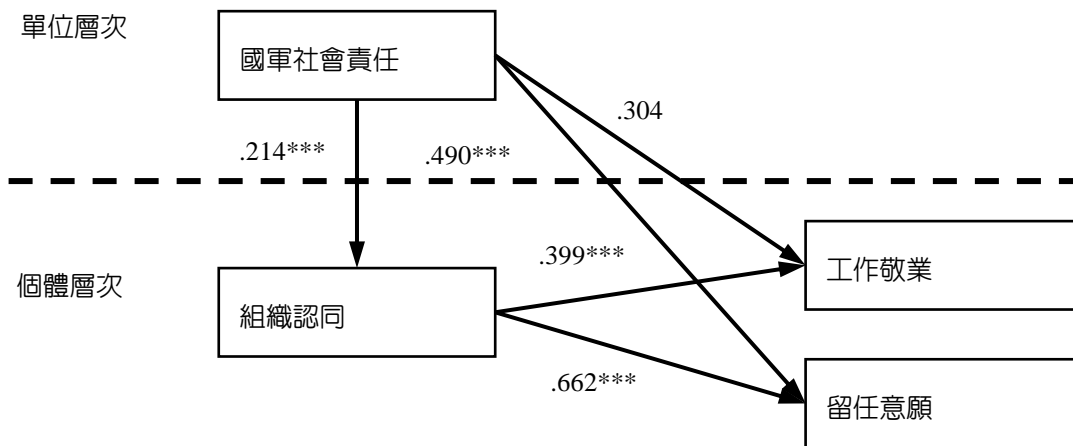 單位層次
國軍社會責任
.304
.214***
.490***
個體層次
組織認同
.399***
工作敬業
.662***
留任意願